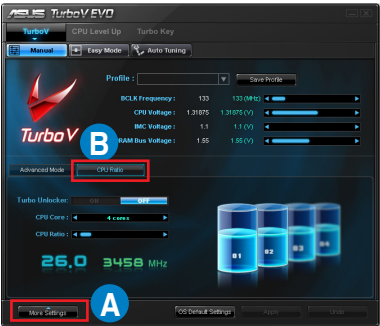 ASUS TurboV EVO
TurboV CPU Level Up Turbo Key
Manual Easy Mode Auto Tuning
Profile : Save Profile
BCLK Frequency : 133 133 (MHz)
CPU Voltage : 1.31875 1.31875 (V)
IMC Voltage : 1.1 1.1 (V)
RAM Bus Voltage : 1.55 1.55 (V)
Turbo V
B
Advanced Mode CPU Ratio
Turbo Unlocker: ON OFF
CPU Core : 4 cores
CPU Ratio :
26.0 3458 MHz
01 02 03 04
A
More Settings OS Default Settings Apply Undo